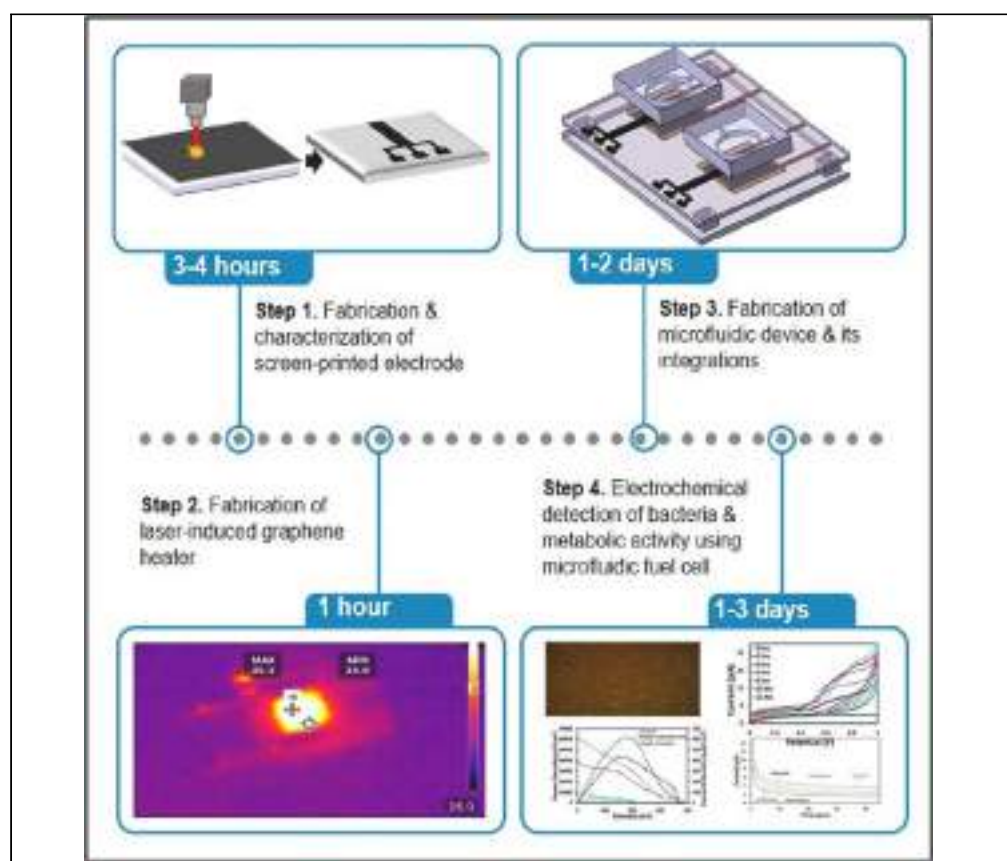 3-4 hours
1-2 days
Step 1. Fabrication &
characterization of
screen-printed electrode
Step 3. Fabrication of
microfluidic device & its
integrations
Step 2. Fabrication of
laser-induced graphene
heater
Step 4. Electrochemical
detection of bacteria &
metabolic activity using
microfluidic fuel cell
1 hour
1-3 days
MAX